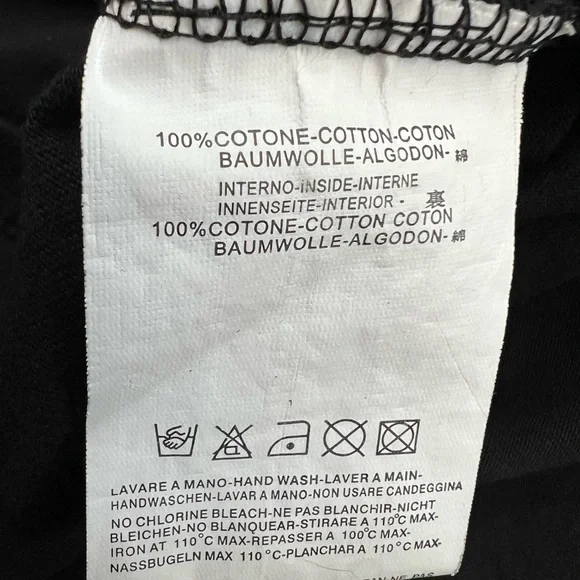 100%COTONE-COTTON-COTON
BAUMWOLLE-ALGODON-綿
INTERNO-INSIDE-INTERNE
INNENSEITE-INTERIOR - 裏
100%COTONE-COTTON COTON
BAUMWOLLE-ALGODON-綿
LAVARE A MANO-HAND WASH-LAVER A MAIN-
HANDWASCHEN-LAVAR A MANO-NON USARE CANDEGGINA
NO CHLORINE BLEACH-NE PAS BLANCHIR-NICHT
BLEICHEN-NO BLANQUEAR-STIRARE A 110°C MAX-
IRON AT 110°C MAX-REPASSER A 100°C MAX-
NASSBUGELN MAX 110°C-PLANCHAR A 110°C MAX-